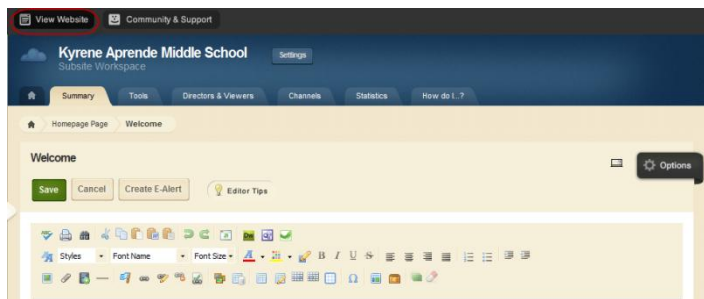 View Website Community & Support
Kyrene Aprende Middle School Settings
Subsite Workspace
Summary Tools Directors & Viewers Channels Statistics How do I..?
Homepage Page Welcome
Welcome
Options
Save Cancel Create E-Alert Editor Tips
Styles Font Name Font Size A B I U S
Ω